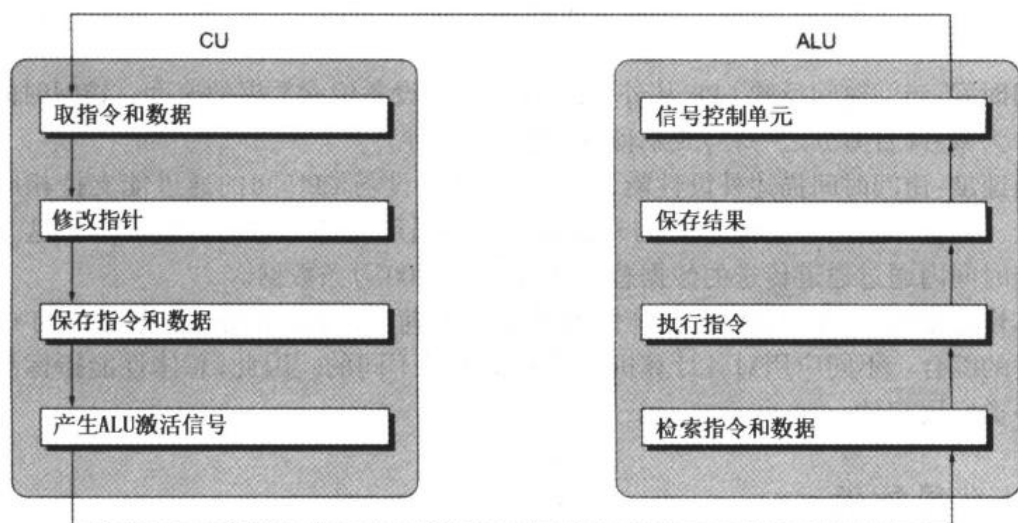 CU
取指令和数据
修改指针
保存指令和数据
产生ALU激活信号
ALU
信号控制单元
保存结果
执行指令
检索指令和数据